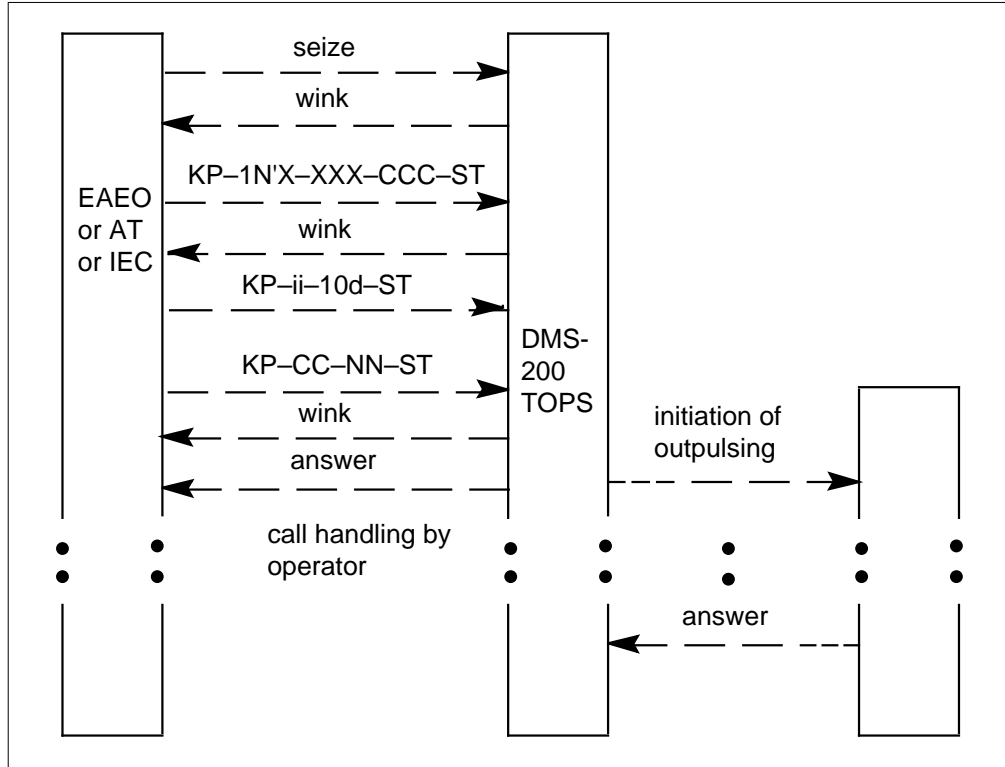 seize
wink
KP–1N'X–XXX–CCC–ST
EAEO
or AT
or IEC
wink
KP–ii–10d–ST
DMS-
200
TOPS
KP–CC–NN–ST
wink
initiation of
outpulsing
answer
call handling by
operator
answer